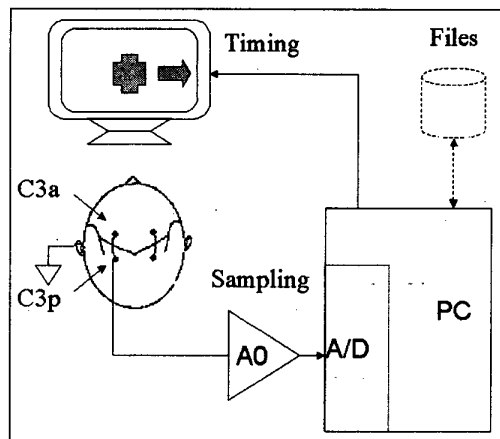 Timing
Files
C3a
C3p
Sampling
A0
A/D
PC